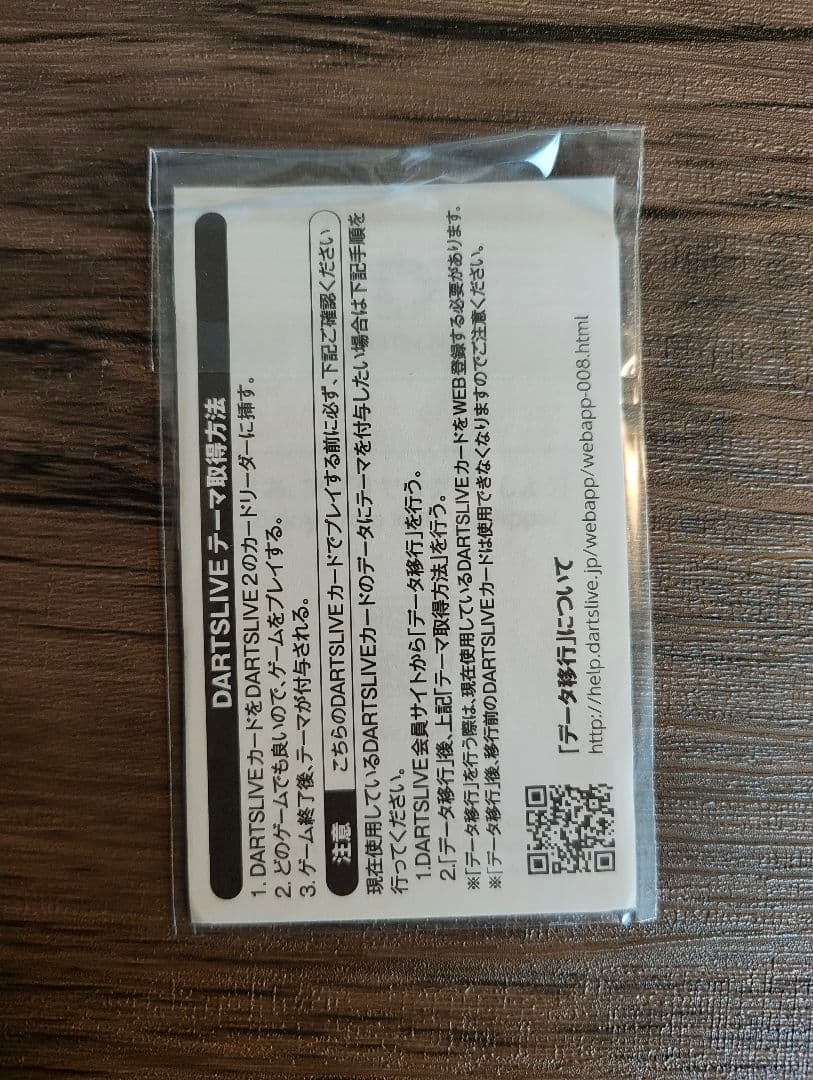 DARTSLIVE テーマ取得方法
1. DARTSLIVEカードをDARTSLIVE2のカードリーダーに挿す。
2. どのゲームでも良いので、ゲームをプレイする。
3. ゲーム終了後、テーマが付与される。
注意 こちらのDARTSLIVEカードでプレイする前に必ず、下記ご確認ください
現在使用しているDARTSLIVEカードのデータにテーマを付与したい場合は下記手順を
行ってください。
1.DARTSLIVE会員サイトから「データ移行」を行う。
2.「データ移行」後、上記「テーマ取得方法」を行う。
※「データ移行」を行う際は、現在使用しているDARTSLIVEカードをWEB登録する必要があります。
※「データ移行」後、移行前のDARTSLIVEカードは使用できなくなりますのでご注意ください。
「データ移行」について
http://help.dartslive.jp/webapp/webapp-008.html